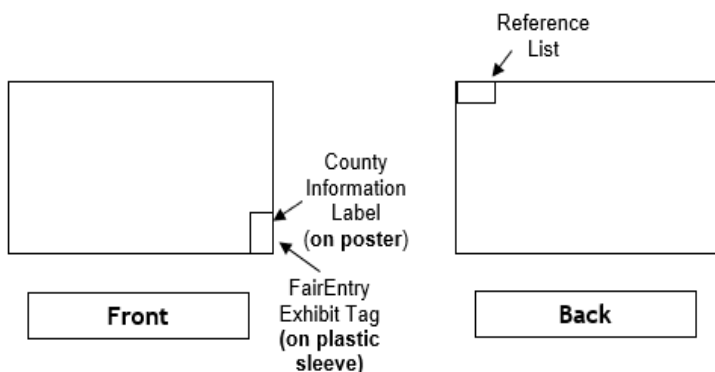 Reference
List
County
Information
Label
(on poster)
FairEntry
Exhibit Tag
(on plastic
sleeve)
Front
Back